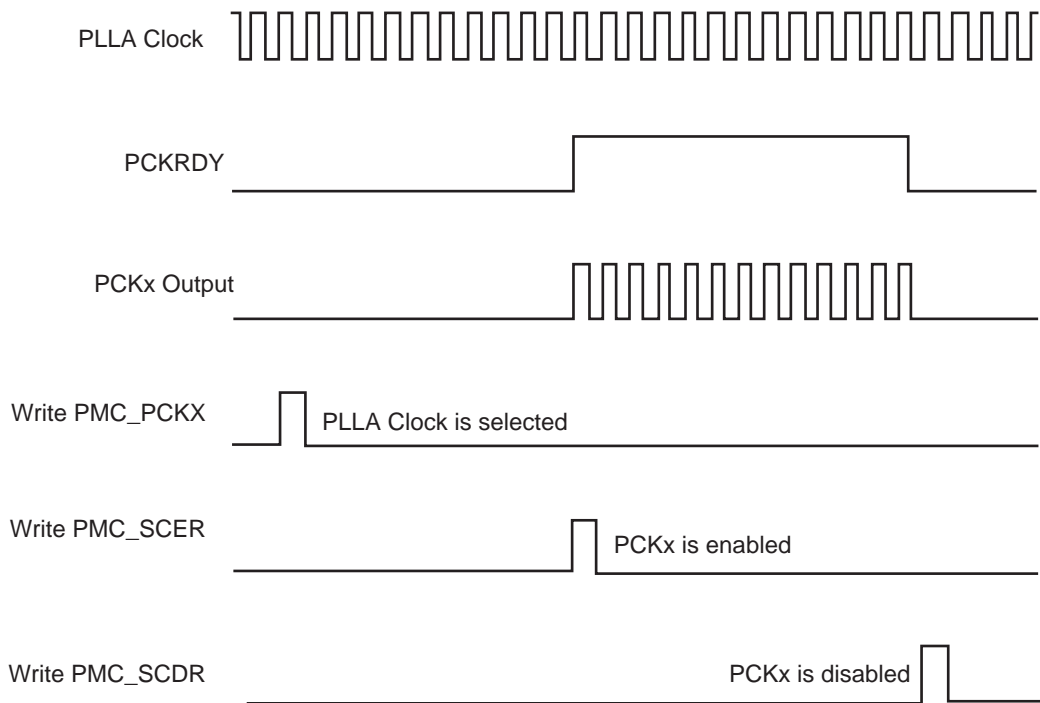 PLLA Clock
PCKRDY
PCKx Output
Write PMC_PCKX
PLLA Clock is selected
Write PMC_SCER
PCKx is enabled
Write PMC_SCDR
PCKx is disabled